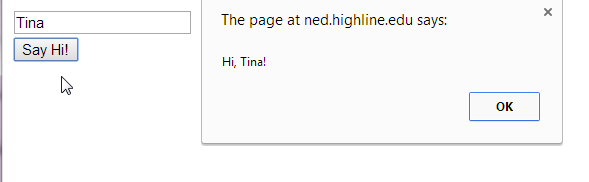 Tina
Say Hi!
The page at ned.highline.edu says:
Hi, Tina!
OK